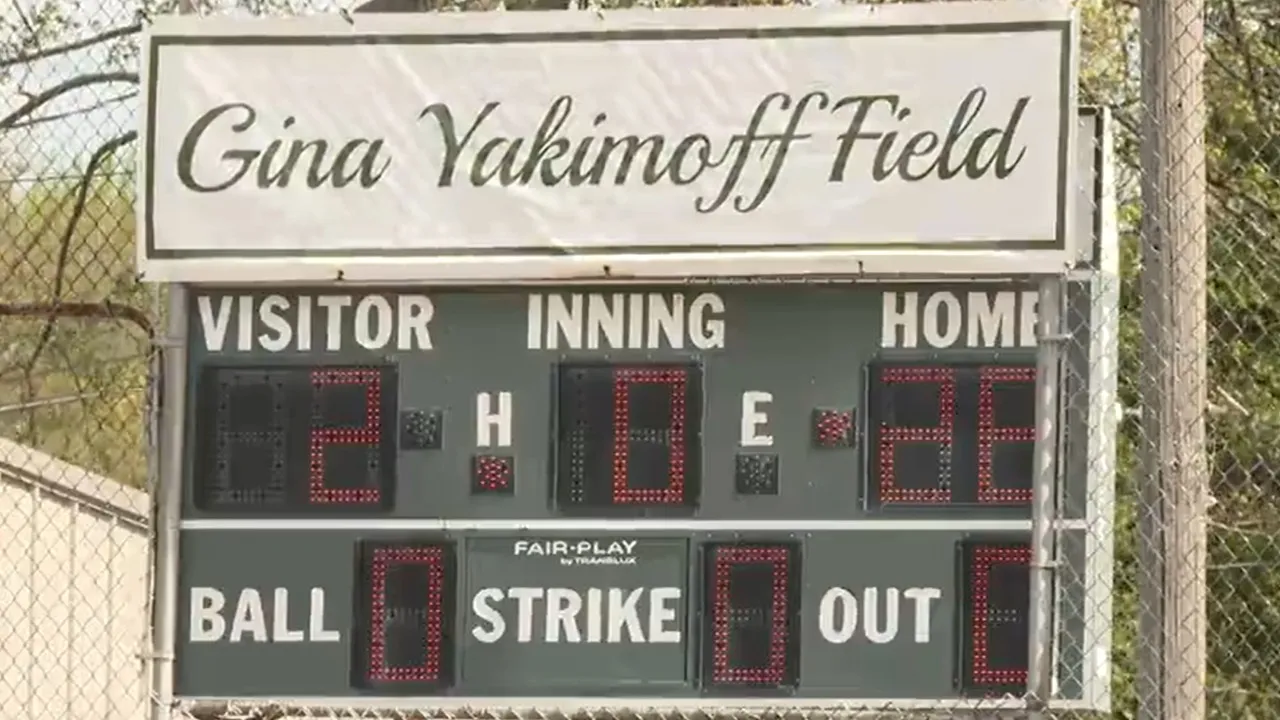 Gina Yakimoff Field
VISITOR INNING HOME
2 H 0 E
FAIR-PLAY
by TRANS-LUX
BALL 0 STRIKE 0 OUT 0